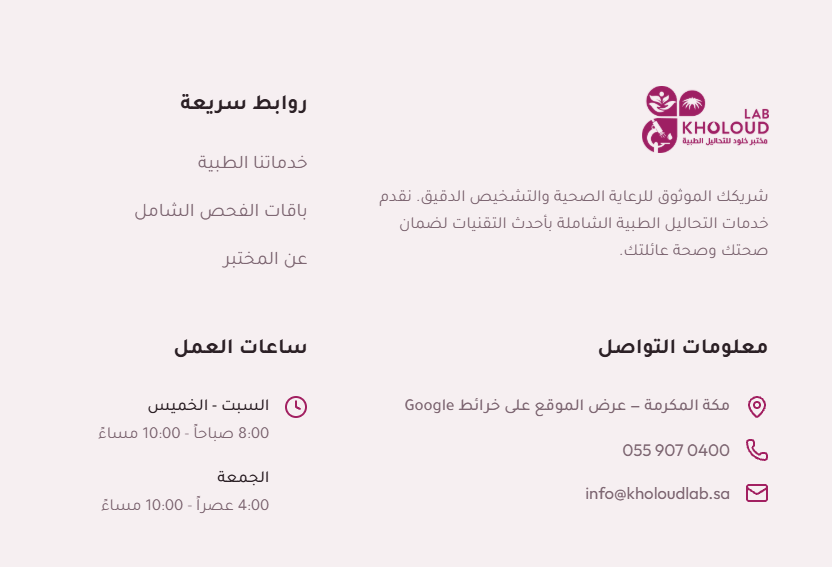 LAB
KHOLOUD
مختبر خلود للتحاليل الطبية
شريكك الموثوق للرعاية الصحية والتشخيص الدقيق. نقدم
خدمات التحاليل الطبية الشاملة بأحدث التقنيات لضمان
صحتك وصحة عائلتك.
روابط سريعة
خدماتنا الطبية
باقات الفحص الشامل
عن المختبر
معلومات التواصل
مكة المكرمة – عرض الموقع على خرائط Google
055 907 0400
info@kholoudlab.sa
ساعات العمل
السبت - الخميس
8:00 صباحاً - 10:00 مساءً
الجمعة
4:00 عصراً - 10:00 مساءً